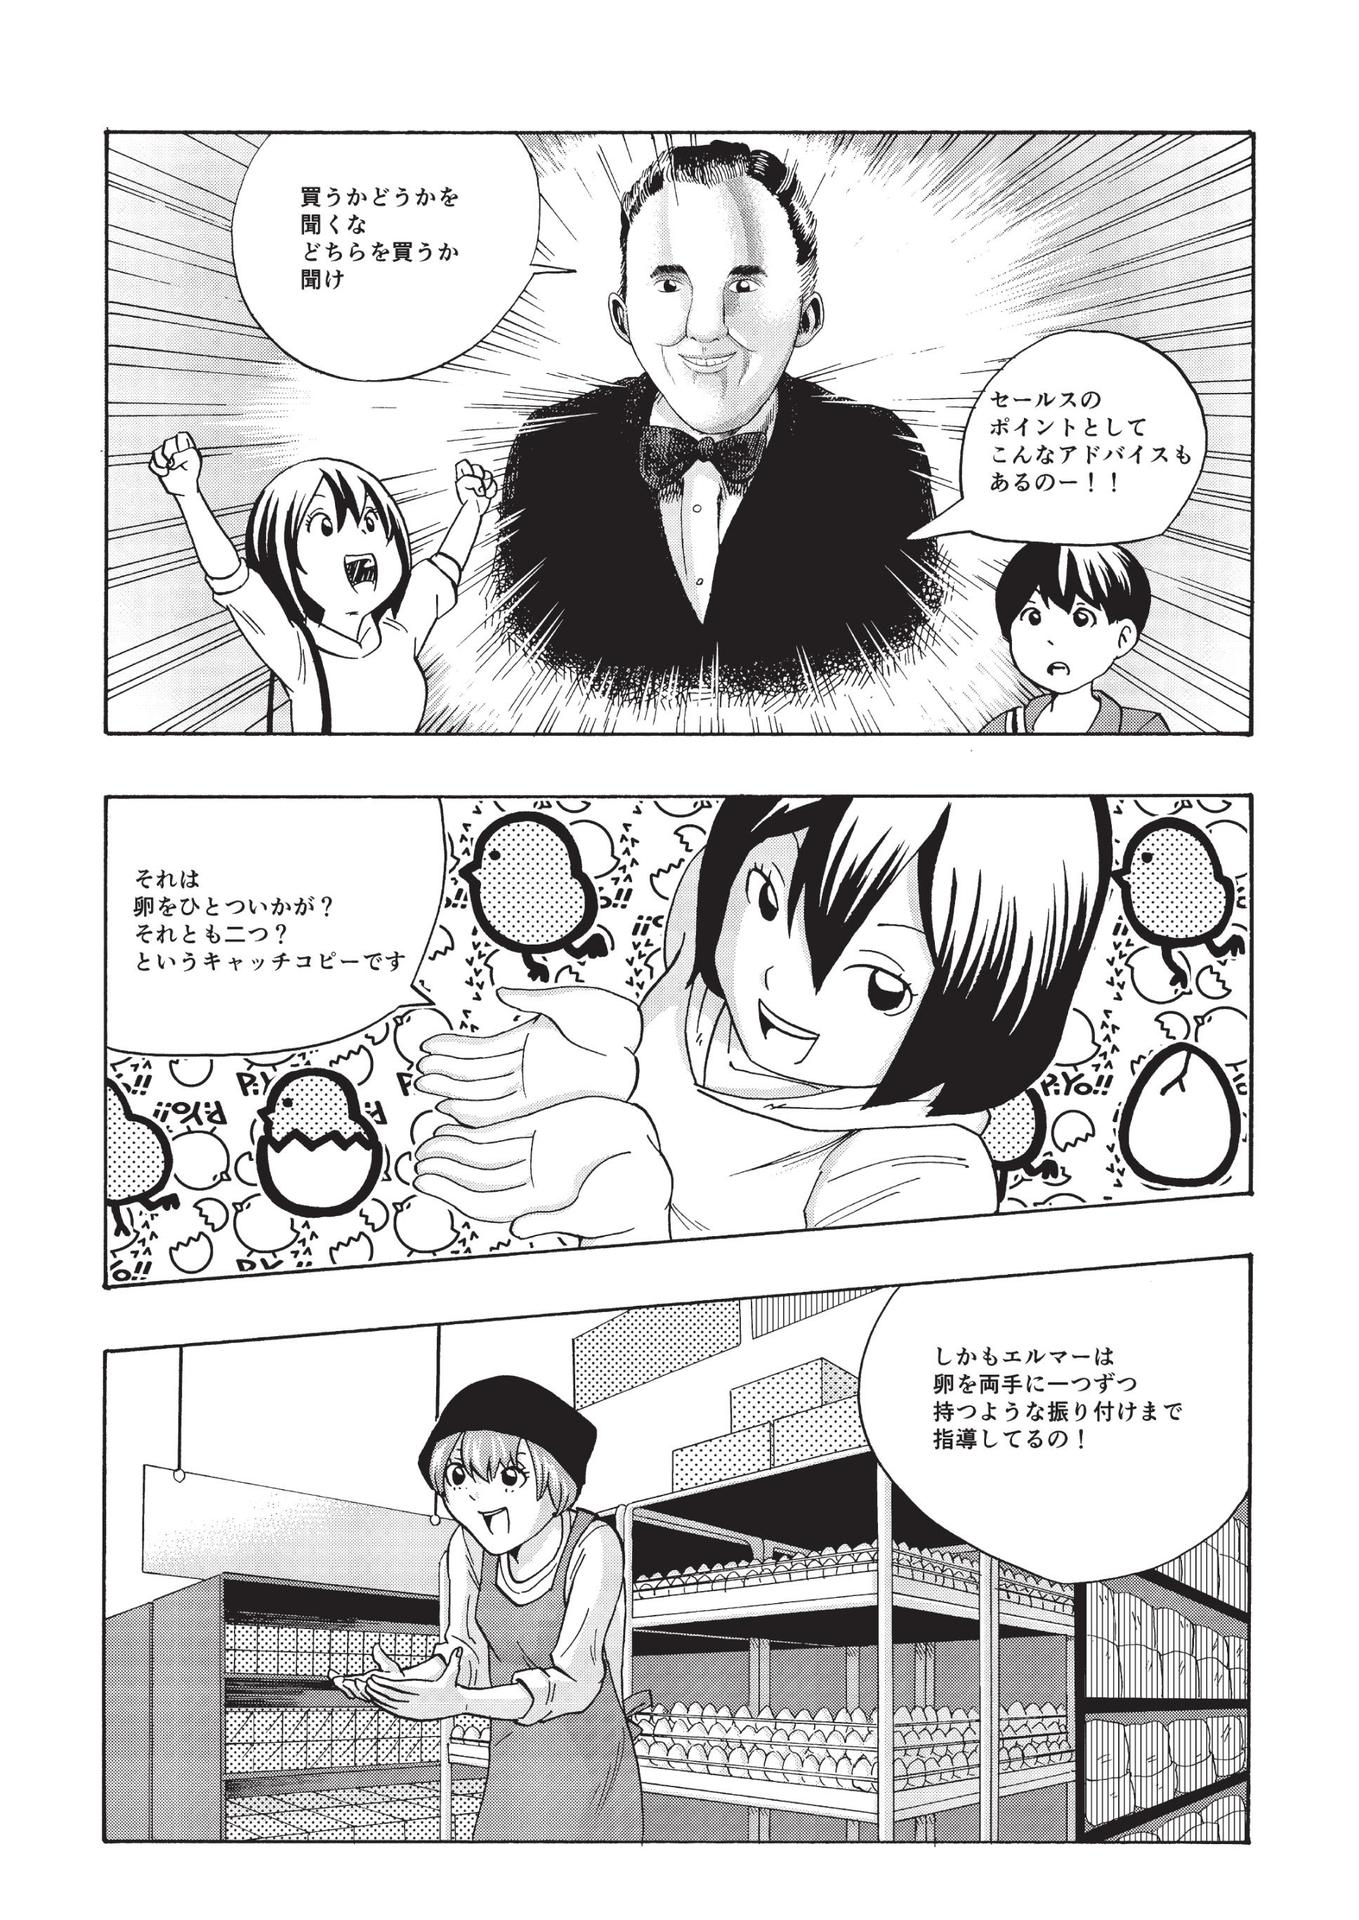 買うかどうかを
聞くな
どちらを買うか
聞け
セールスの
ポイントとして
こんなアドバイスも
あるのー！！
それは
卵をひとついかが？
それとも二つ？
というキャッチコピーです
PiYo!!
PiYo!!
PiYo!!
しかもエルマーは
卵を両手に一つずつ
持つような振り付けまで
指導してるの！